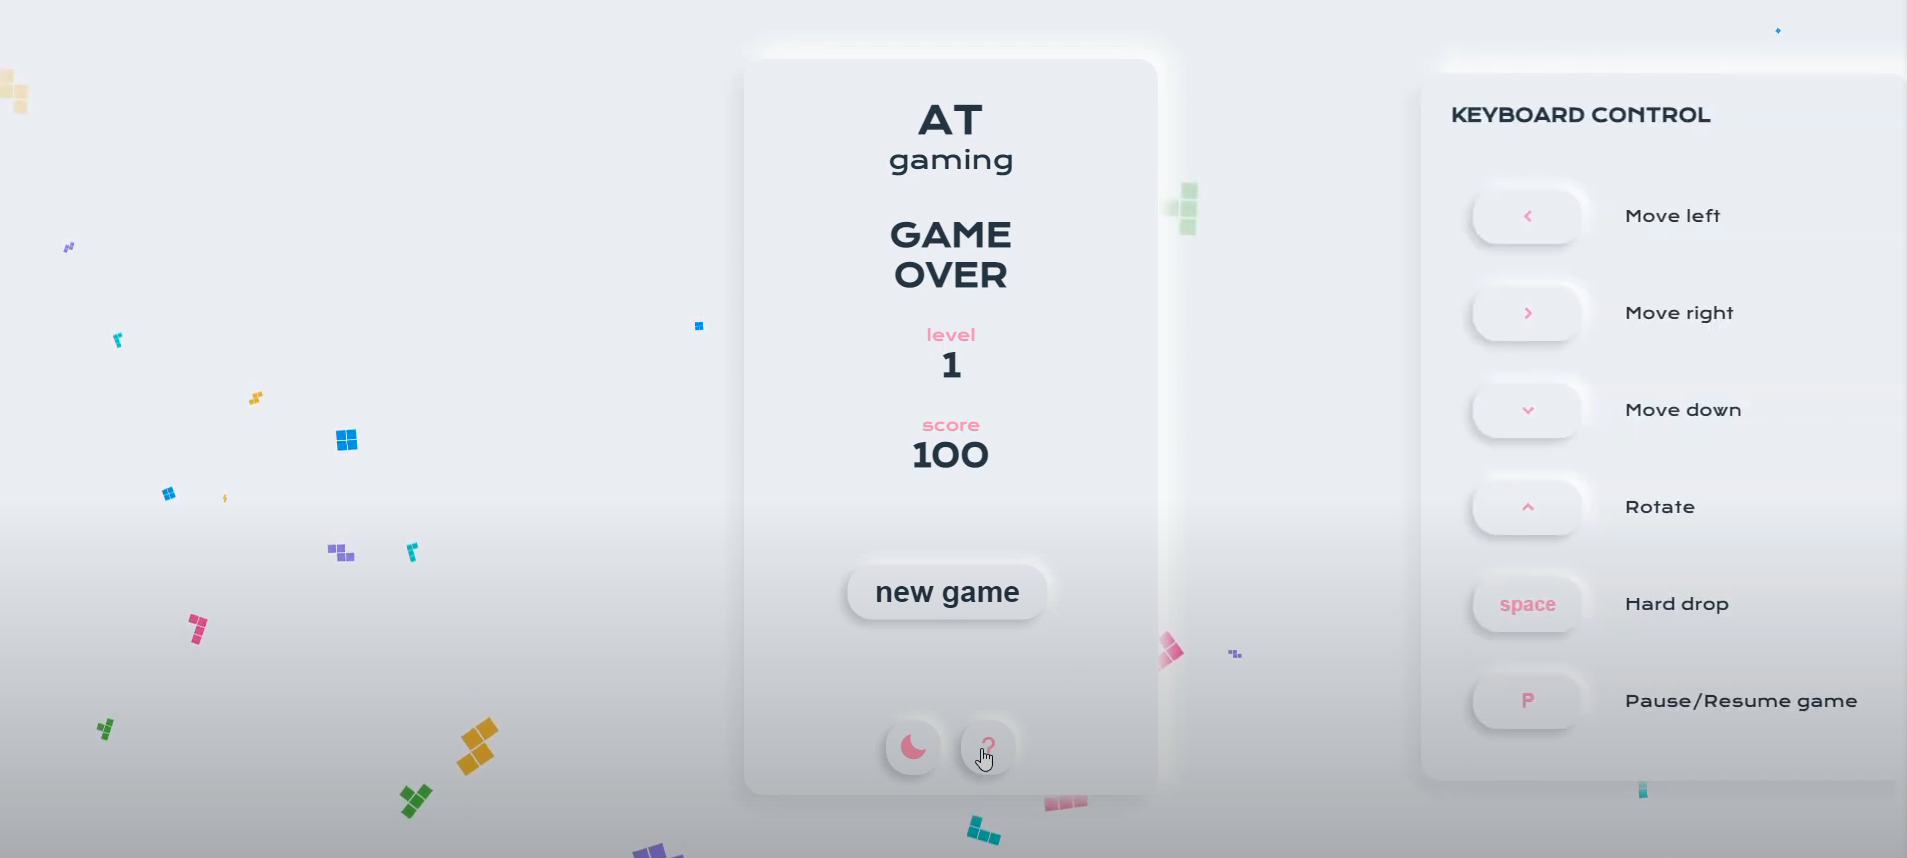 AT
gaming
GAME
OVER
level
1
score
100
new game
?
KEYBOARD CONTROL
< Move left
> Move right
Move down
^ Rotate
space Hard drop
P Pause/Resume game